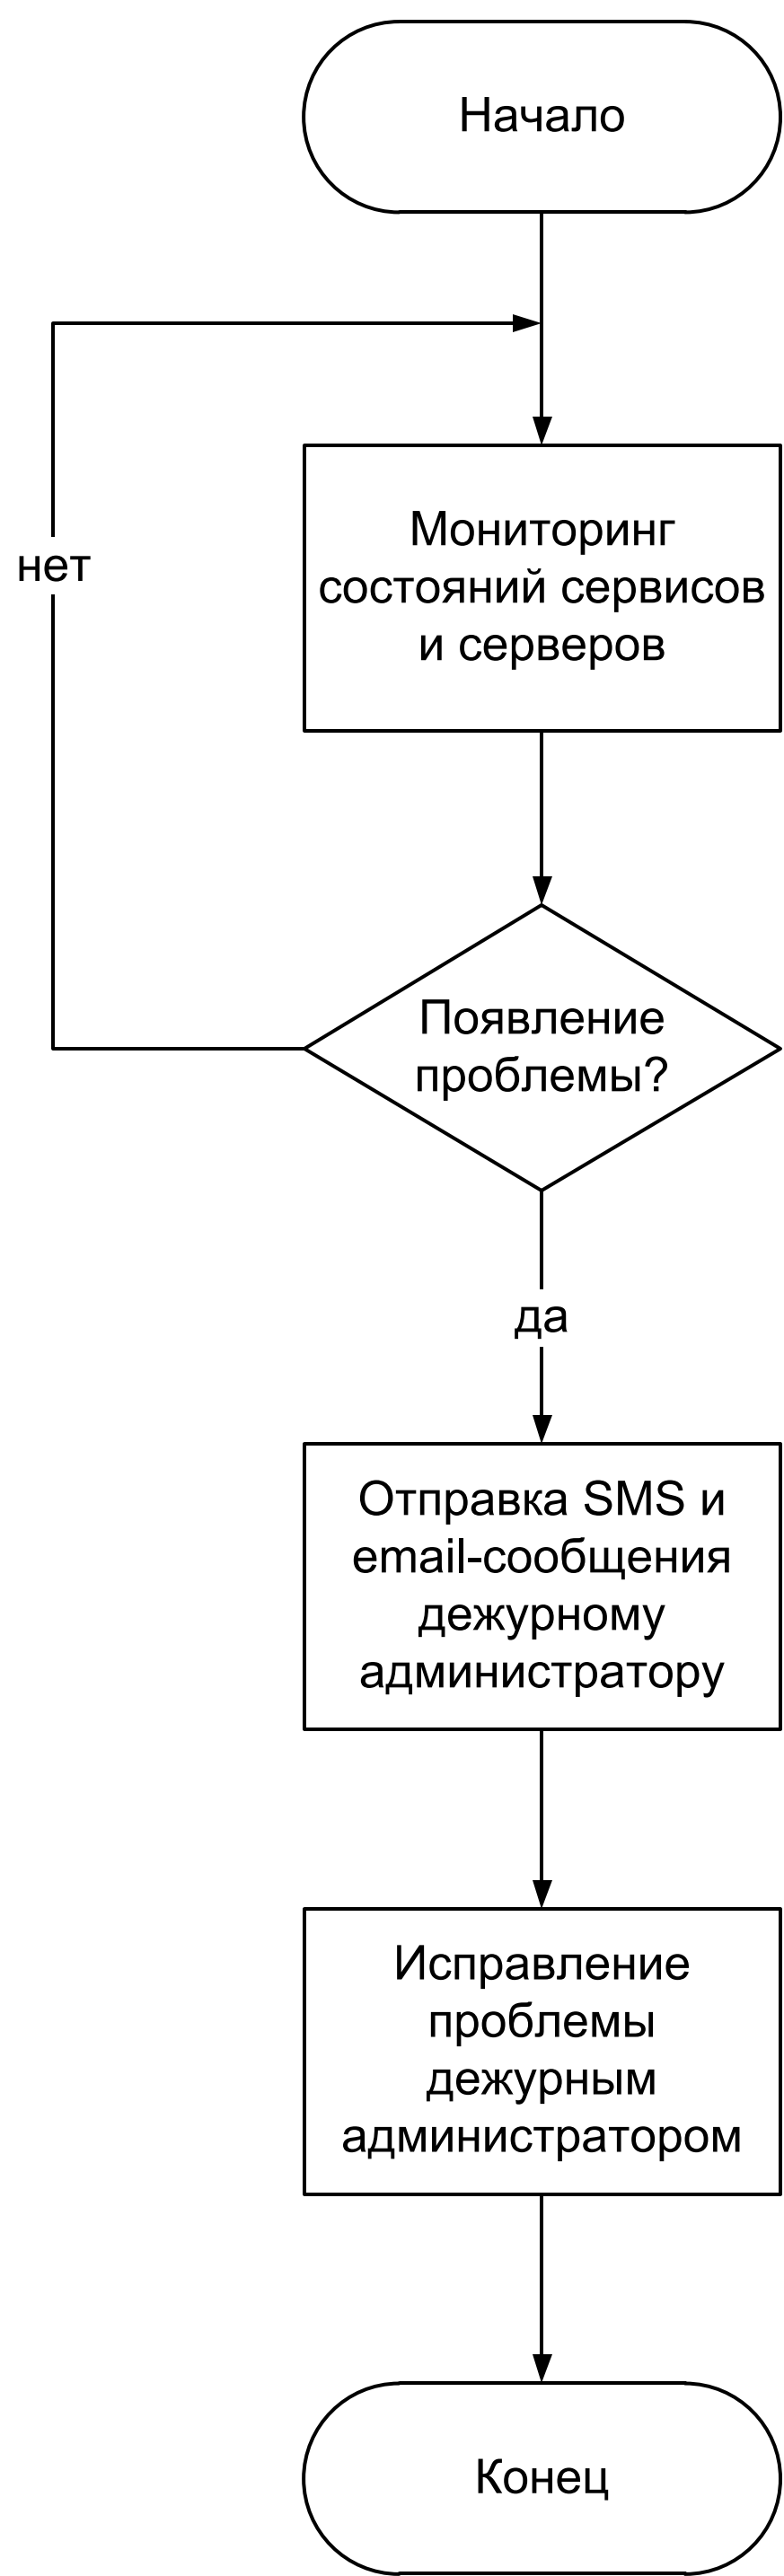 Начало
Мониторинг
состояний сервисов
и серверов
нет
Появление
проблемы?
да
Отправка SMS и
email-сообщения
дежурному
администратору
Исправление
проблемы
дежурным
администратором
Конец